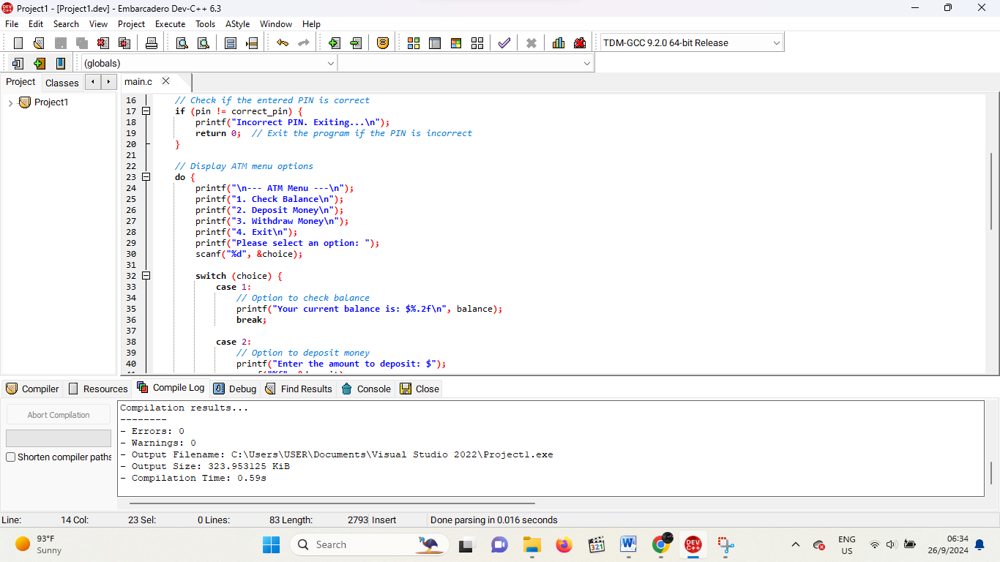 Project1 - [Project1.dev] - Embarcadero Dev-C++ 6.3
File Edit Search View Project Execute Tools AStyle Window Help
TDM-GCC 9.2.0 64-bit Release
(globals)
Project Classes main.c
Project1
16 // Check if the entered PIN is correct
17 if (pin != correct_pin) {
18 printf("Incorrect PIN. Exiting...\n");
19 return 0; // Exit the program if the PIN is incorrect
20 }
21
22 // Display ATM menu options
23 do {
24 printf("\n--- ATM Menu ---\n");
25 printf("1. Check Balance\n");
26 printf("2. Deposit Money\n");
27 printf("3. Withdraw Money\n");
28 printf("4. Exit\n");
29 printf("Please select an option: ");
30 scanf("%d", &choice);
31
32 switch (choice) {
33 case 1:
34 // Option to check balance
35 printf("Your current balance is: $%.2f\n", balance);
36 break;
37
38 case 2:
39 // Option to deposit money
40 printf("Enter the amount to deposit: $");
Compiler Resources Compile Log Debug Find Results Console Close
Abort Compilation
Shorten compiler paths
Compilation results...
--------
- Errors: 0
- Warnings: 0
- Output Filename: C:\Users\USER\Documents\Visual Studio 2022\Project1.exe
- Output Size: 323.953125 KiB
- Compilation Time: 0.59s
Line: 14 Col: 23 Sel: 0 Lines: 83 Length: 2793 Insert Done parsing in 0.016 seconds
93°F
Sunny
Search
321
DEV
C++
ENG
US
06:34
26/9/2024